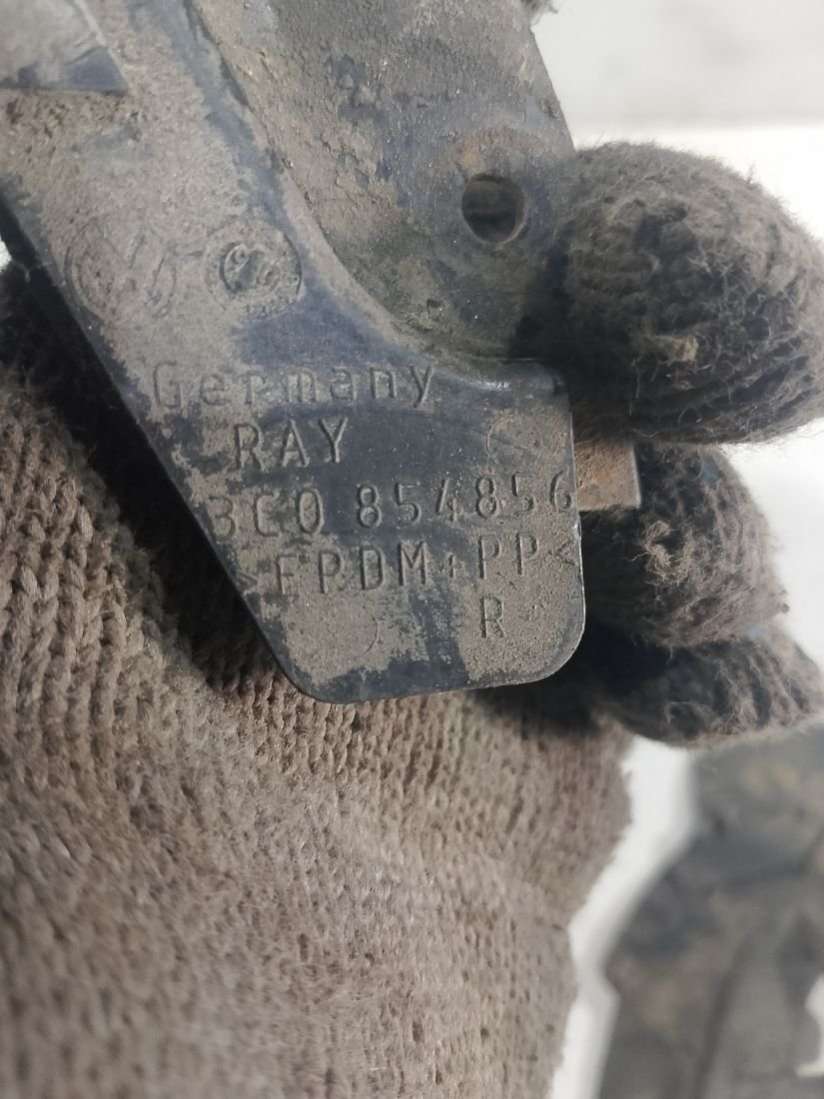 Germany
RAY
3C0 854856
>EPDM+PP<
R